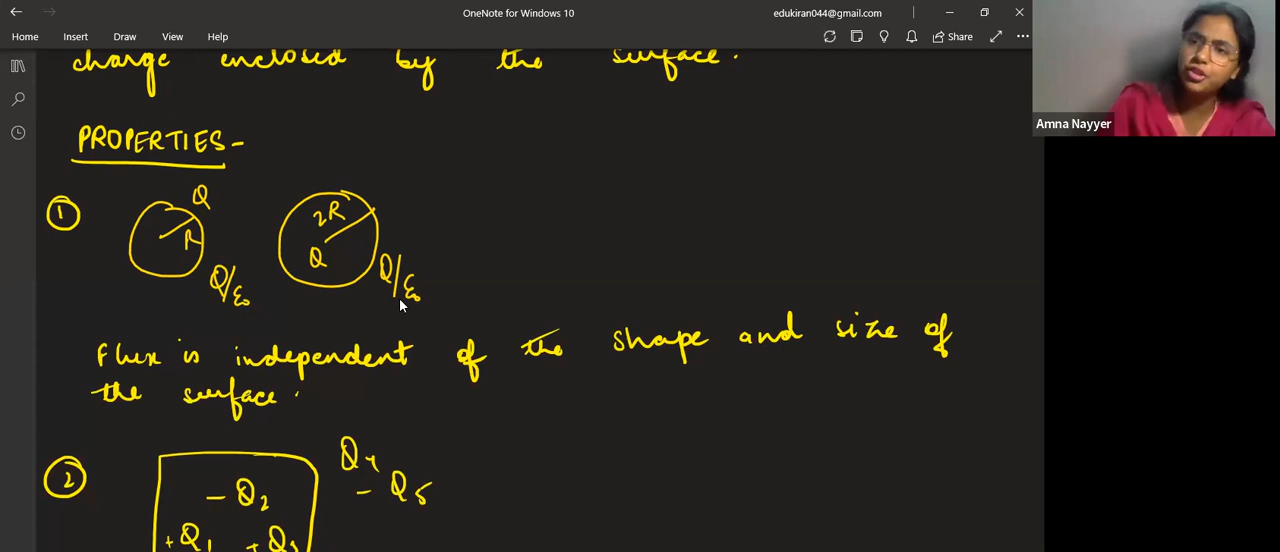 OneNote for Windows 10
edukiran044@gmail.com
Home Insert Draw View Help
Share
Amna Nayyer
charge enclosed by the surface.
PROPERTIES-
①
Q
R
Q/ε₀
2R
Q
Q/ε₀
Flux is independent of the shape and size of
the surface.
②
Q₄
- Q₅
- Q₂
+Q₁ +Q₃